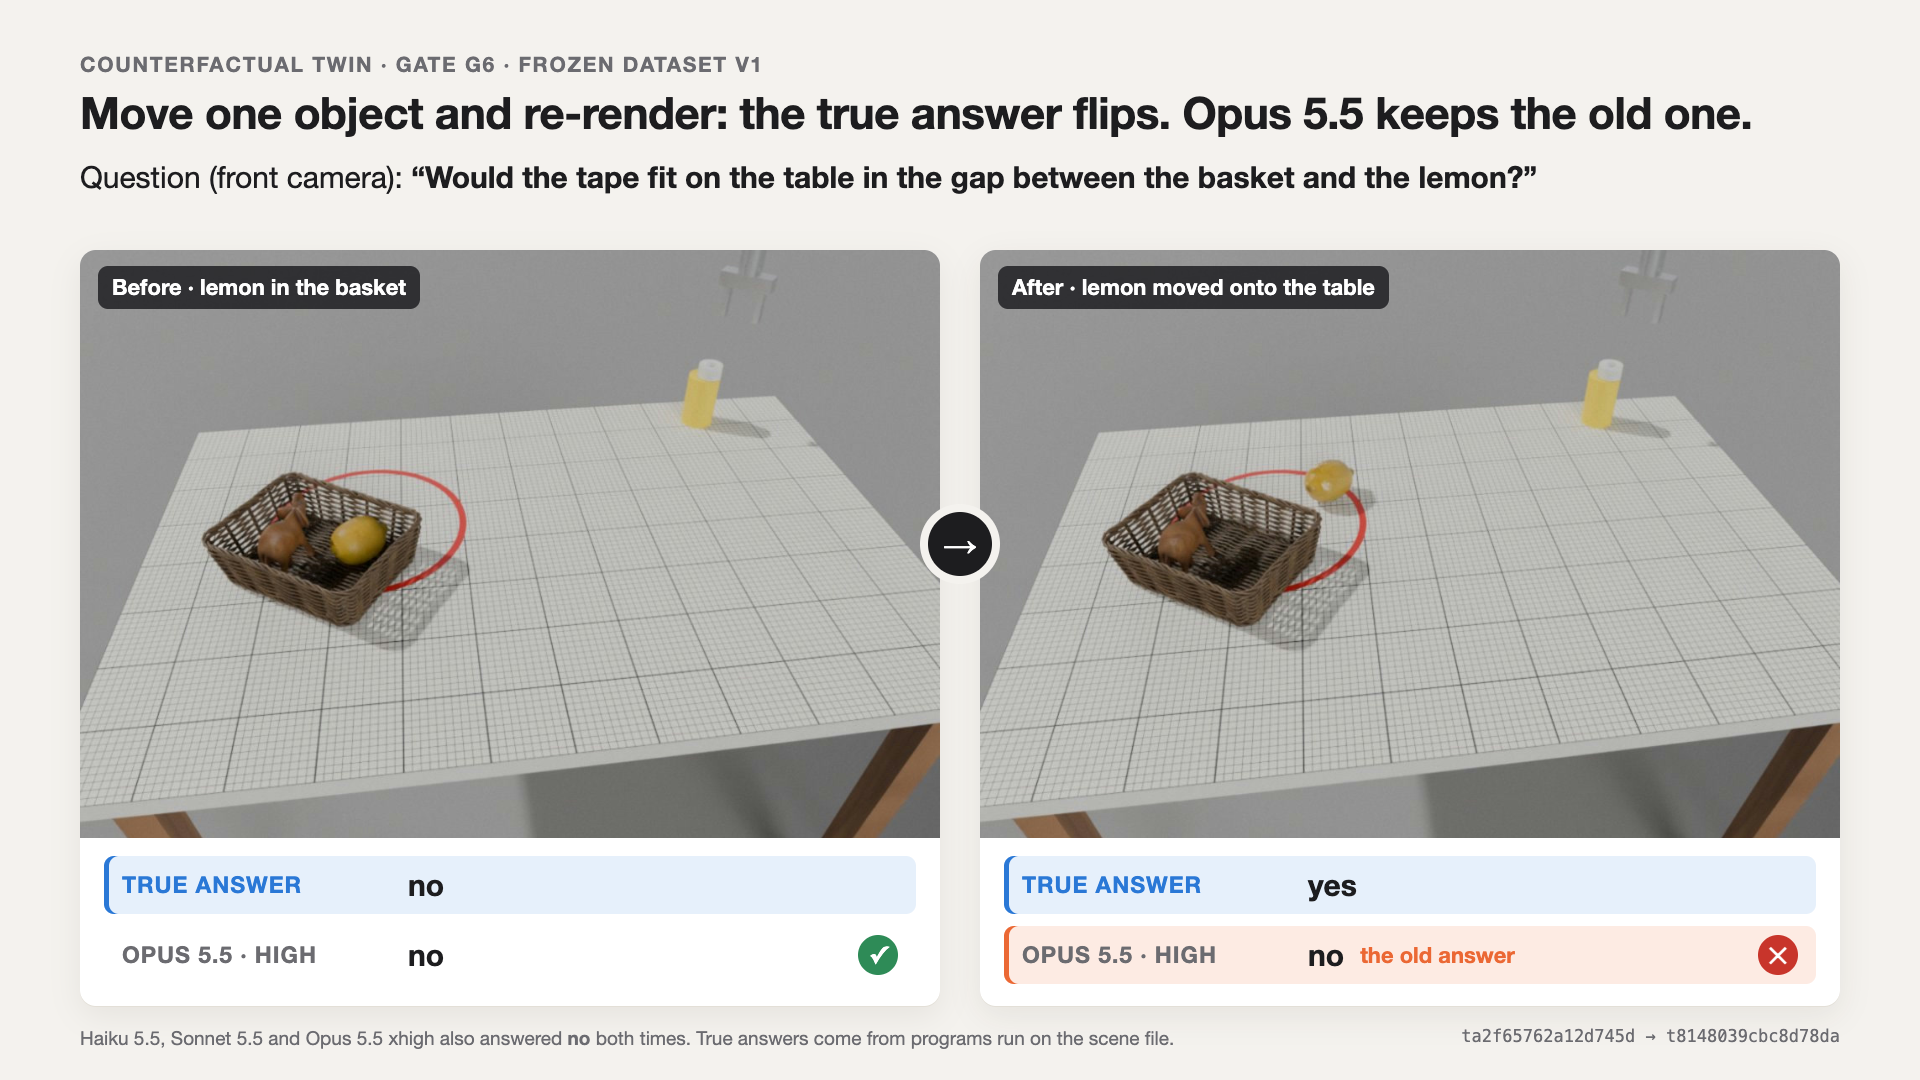 COUNTERFACTUAL TWIN · GATE G6 · FROZEN DATASET V1
Move one object and re-render: the true answer flips. Opus 5.5 keeps the old one.
Question (front camera): “Would the tape fit on the table in the gap between the basket and the lemon?”
Before · lemon in the basket
After · lemon moved onto the table
→
TRUE ANSWER no
OPUS 5.5 · HIGH no
TRUE ANSWER yes
OPUS 5.5 · HIGH no the old answer
Haiku 5.5, Sonnet 5.5 and Opus 5.5 xhigh also answered no both times. True answers come from programs run on the scene file.
ta2f65762a12d745d → t8148039cbc8d78da